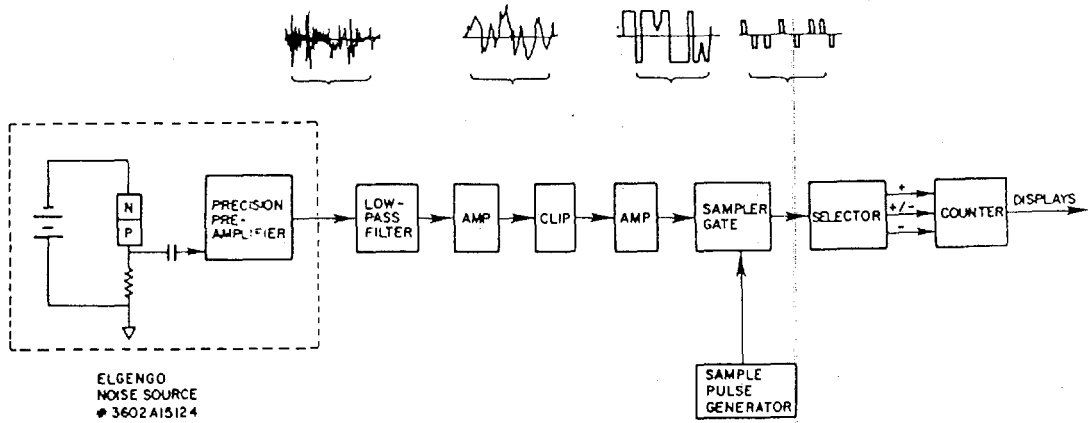 N
P
PRECISION
PRE-
AMPLIFIER
LOW-
PASS
FILTER
AMP
CLIP
AMP
SAMPLER
GATE
SELECTOR
+
+/-
-
COUNTER
DISPLAYS
ELGENGO
NOISE SOURCE
# 3602A15124
SAMPLE
PULSE
GENERATOR